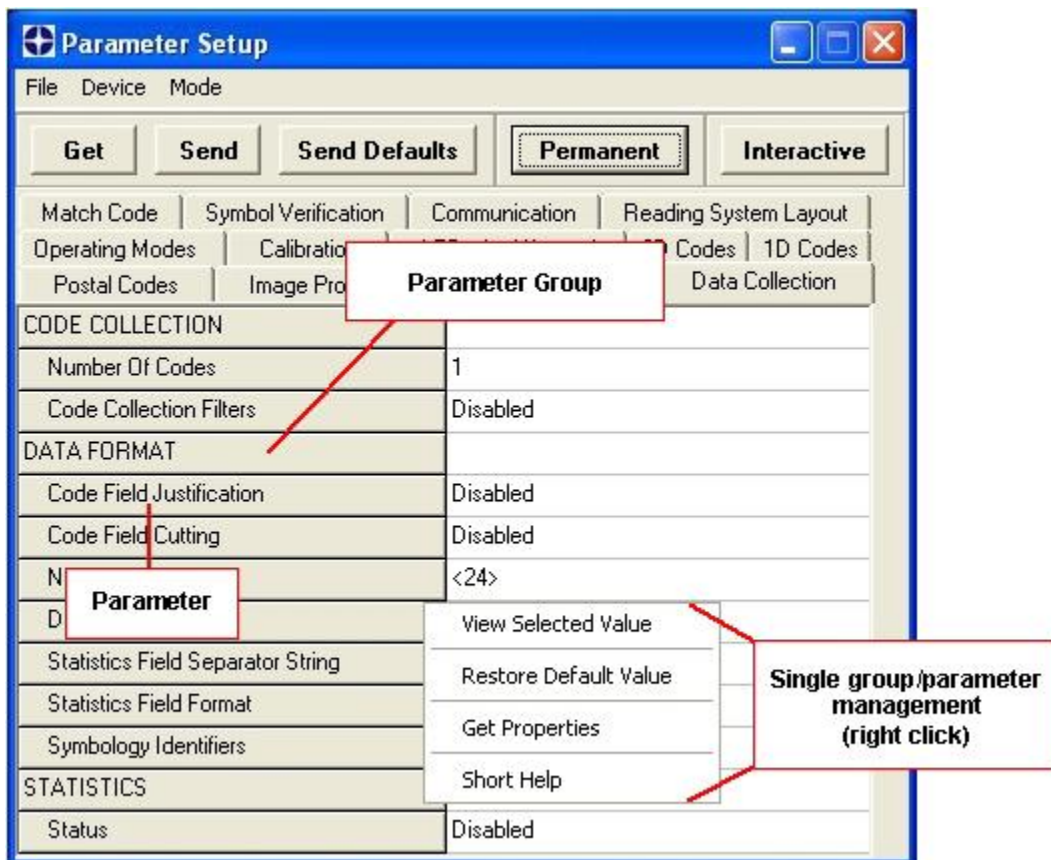 Parameter Setup
File Device Mode
Get Send Send Defaults Permanent Interactive
Match Code Symbol Verification Communication Reading System Layout
Operating Modes Codes 1D Codes
Postal Codes Image Data Collection
Parameter Group
CODE COLLECTION
Number Of Codes 1
Code Collection Filters Disabled
DATA FORMAT
Code Field Justification Disabled
Code Field Cutting Disabled
<24>
Parameter
View Selected Value
Statistics Field Separator String
Restore Default Value
Single group/parameter
management
(right click)
Statistics Field Format
Get Properties
Symbology Identifiers
Short Help
STATISTICS
Status Disabled